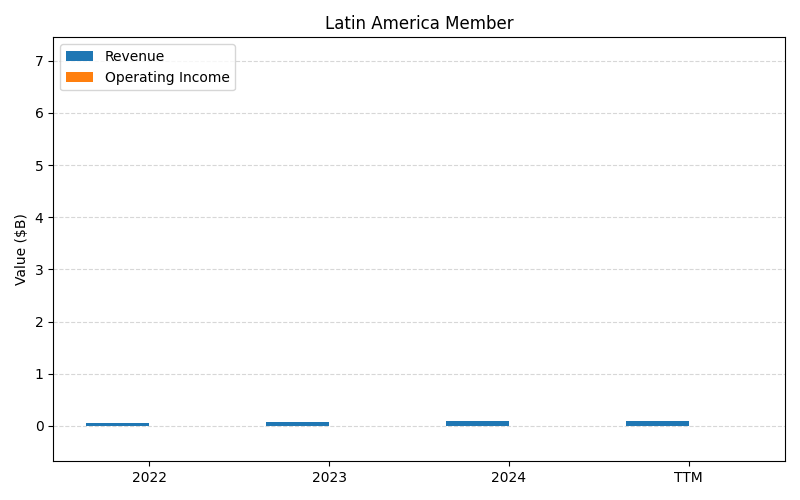 Latin America Member
Revenue
Operating Income
Value ($B)
7
6
5
4
3
2
1
0
2022
2023
2024
TTM